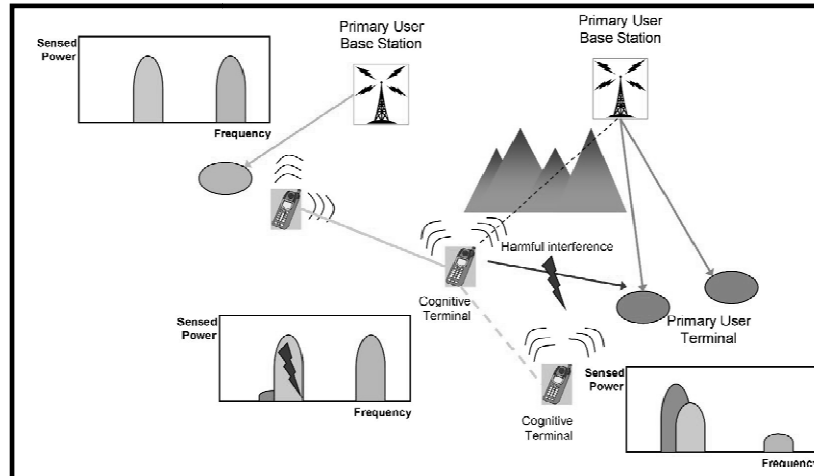 Sensed
Power
Frequency
Primary User
Base Station
Primary User
Base Station
Harmful interference
Cognitive
Terminal
Primary User
Terminal
Sensed
Power
Frequency
Cognitive
Terminal
Sensed
Power
Frequency